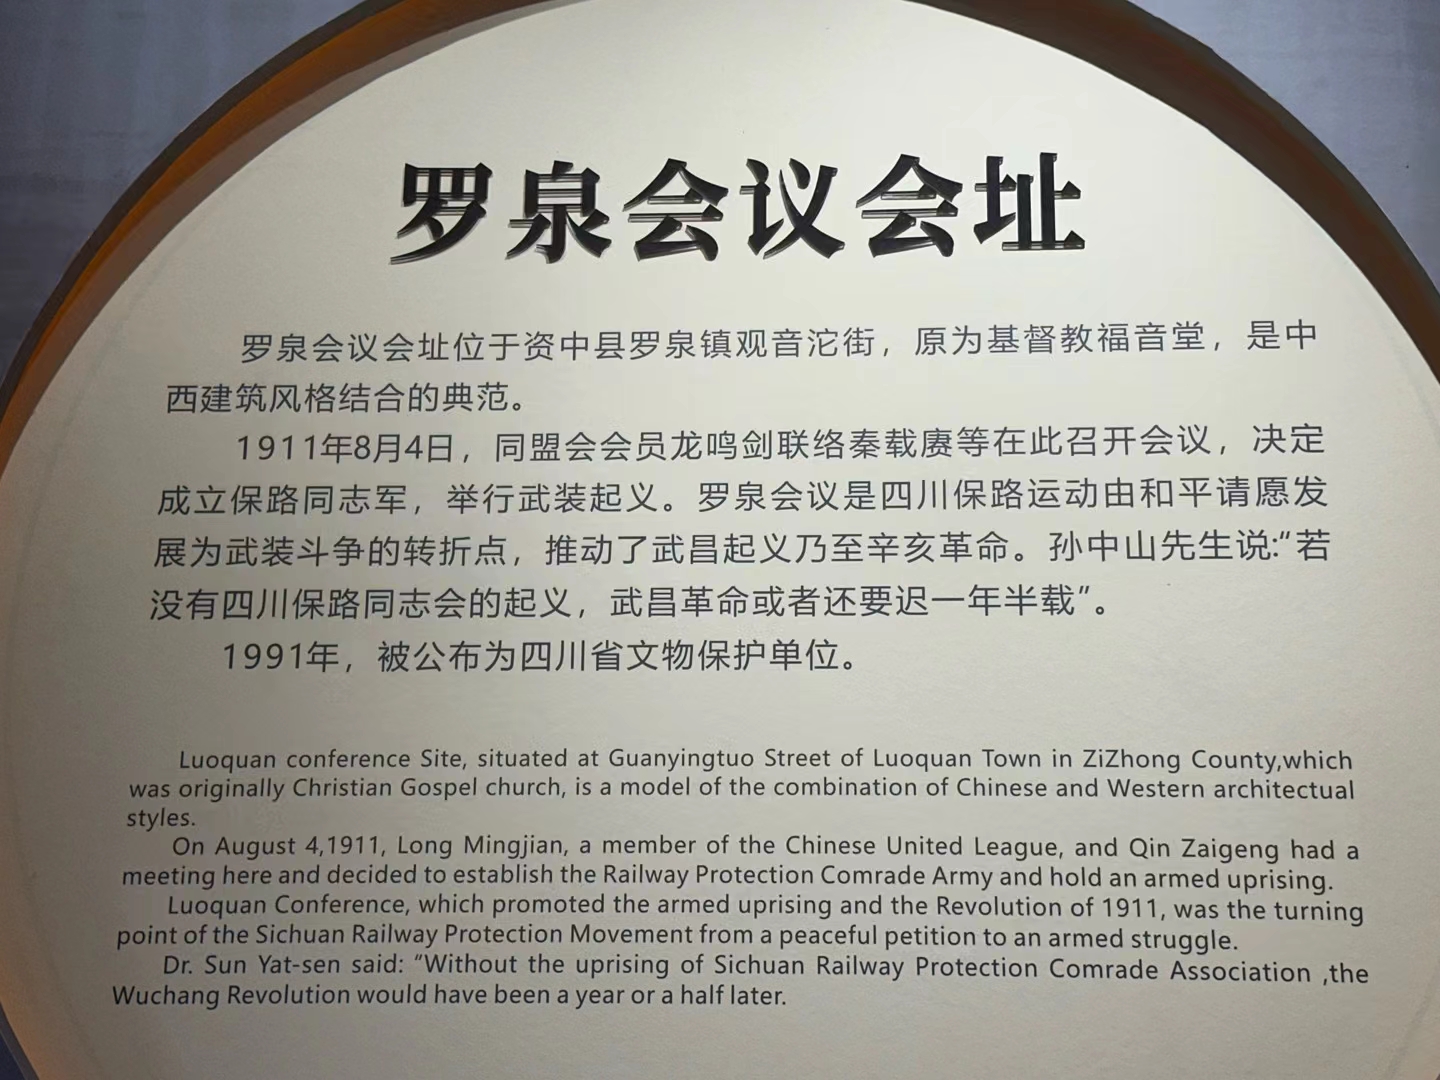 罗泉会议会址
罗泉会议会址位于资中县罗泉镇观音沱街，原为基督教福音堂，是中
西建筑风格结合的典范。
1911年8月4日，同盟会会员龙鸣剑联络秦载赓等在此召开会议，决定
成立保路同志军，举行武装起义。罗泉会议是四川保路运动由和平请愿发
展为武装斗争的转折点，推动了武昌起义乃至辛亥革命。孙中山先生说:“若
没有四川保路同志会的起义，武昌革命或者还要迟一年半载”。
1991年，被公布为四川省文物保护单位。
Luoquan conference Site, situated at Guanyingtuo Street of Luoquan Town in ZiZhong County,which
was originally Christian Gospel church, is a model of the combination of Chinese and Western architectual
styles.
On August 4,1911, Long Mingjian, a member of the Chinese United League, and Qin Zaigeng had a
meeting here and decided to establish the Railway Protection Comrade Army and hold an armed uprising.
Luoquan Conference, which promoted the armed uprising and the Revolution of 1911, was the turning
point of the Sichuan Railway Protection Movement from a peaceful petition to an armed struggle.
Dr. Sun Yat-sen said: “Without the uprising of Sichuan Railway Protection Comrade Association ,the
Wuchang Revolution would have been a year or a half later.